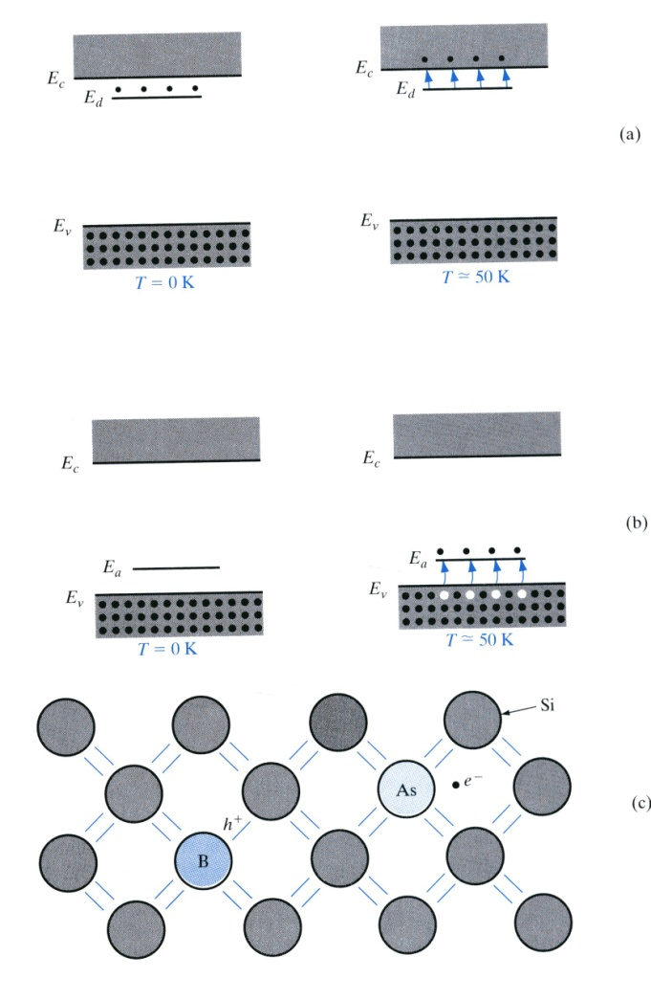 E_c
E_d
E_c
E_d
(a)
E_v
T = 0 K
E_v
T ≃ 50 K
E_c
E_c
(b)
E_a
E_v
T = 0 K
E_a
E_v
T ≃ 50 K
Si
As
e⁻
(c)
h⁺
B